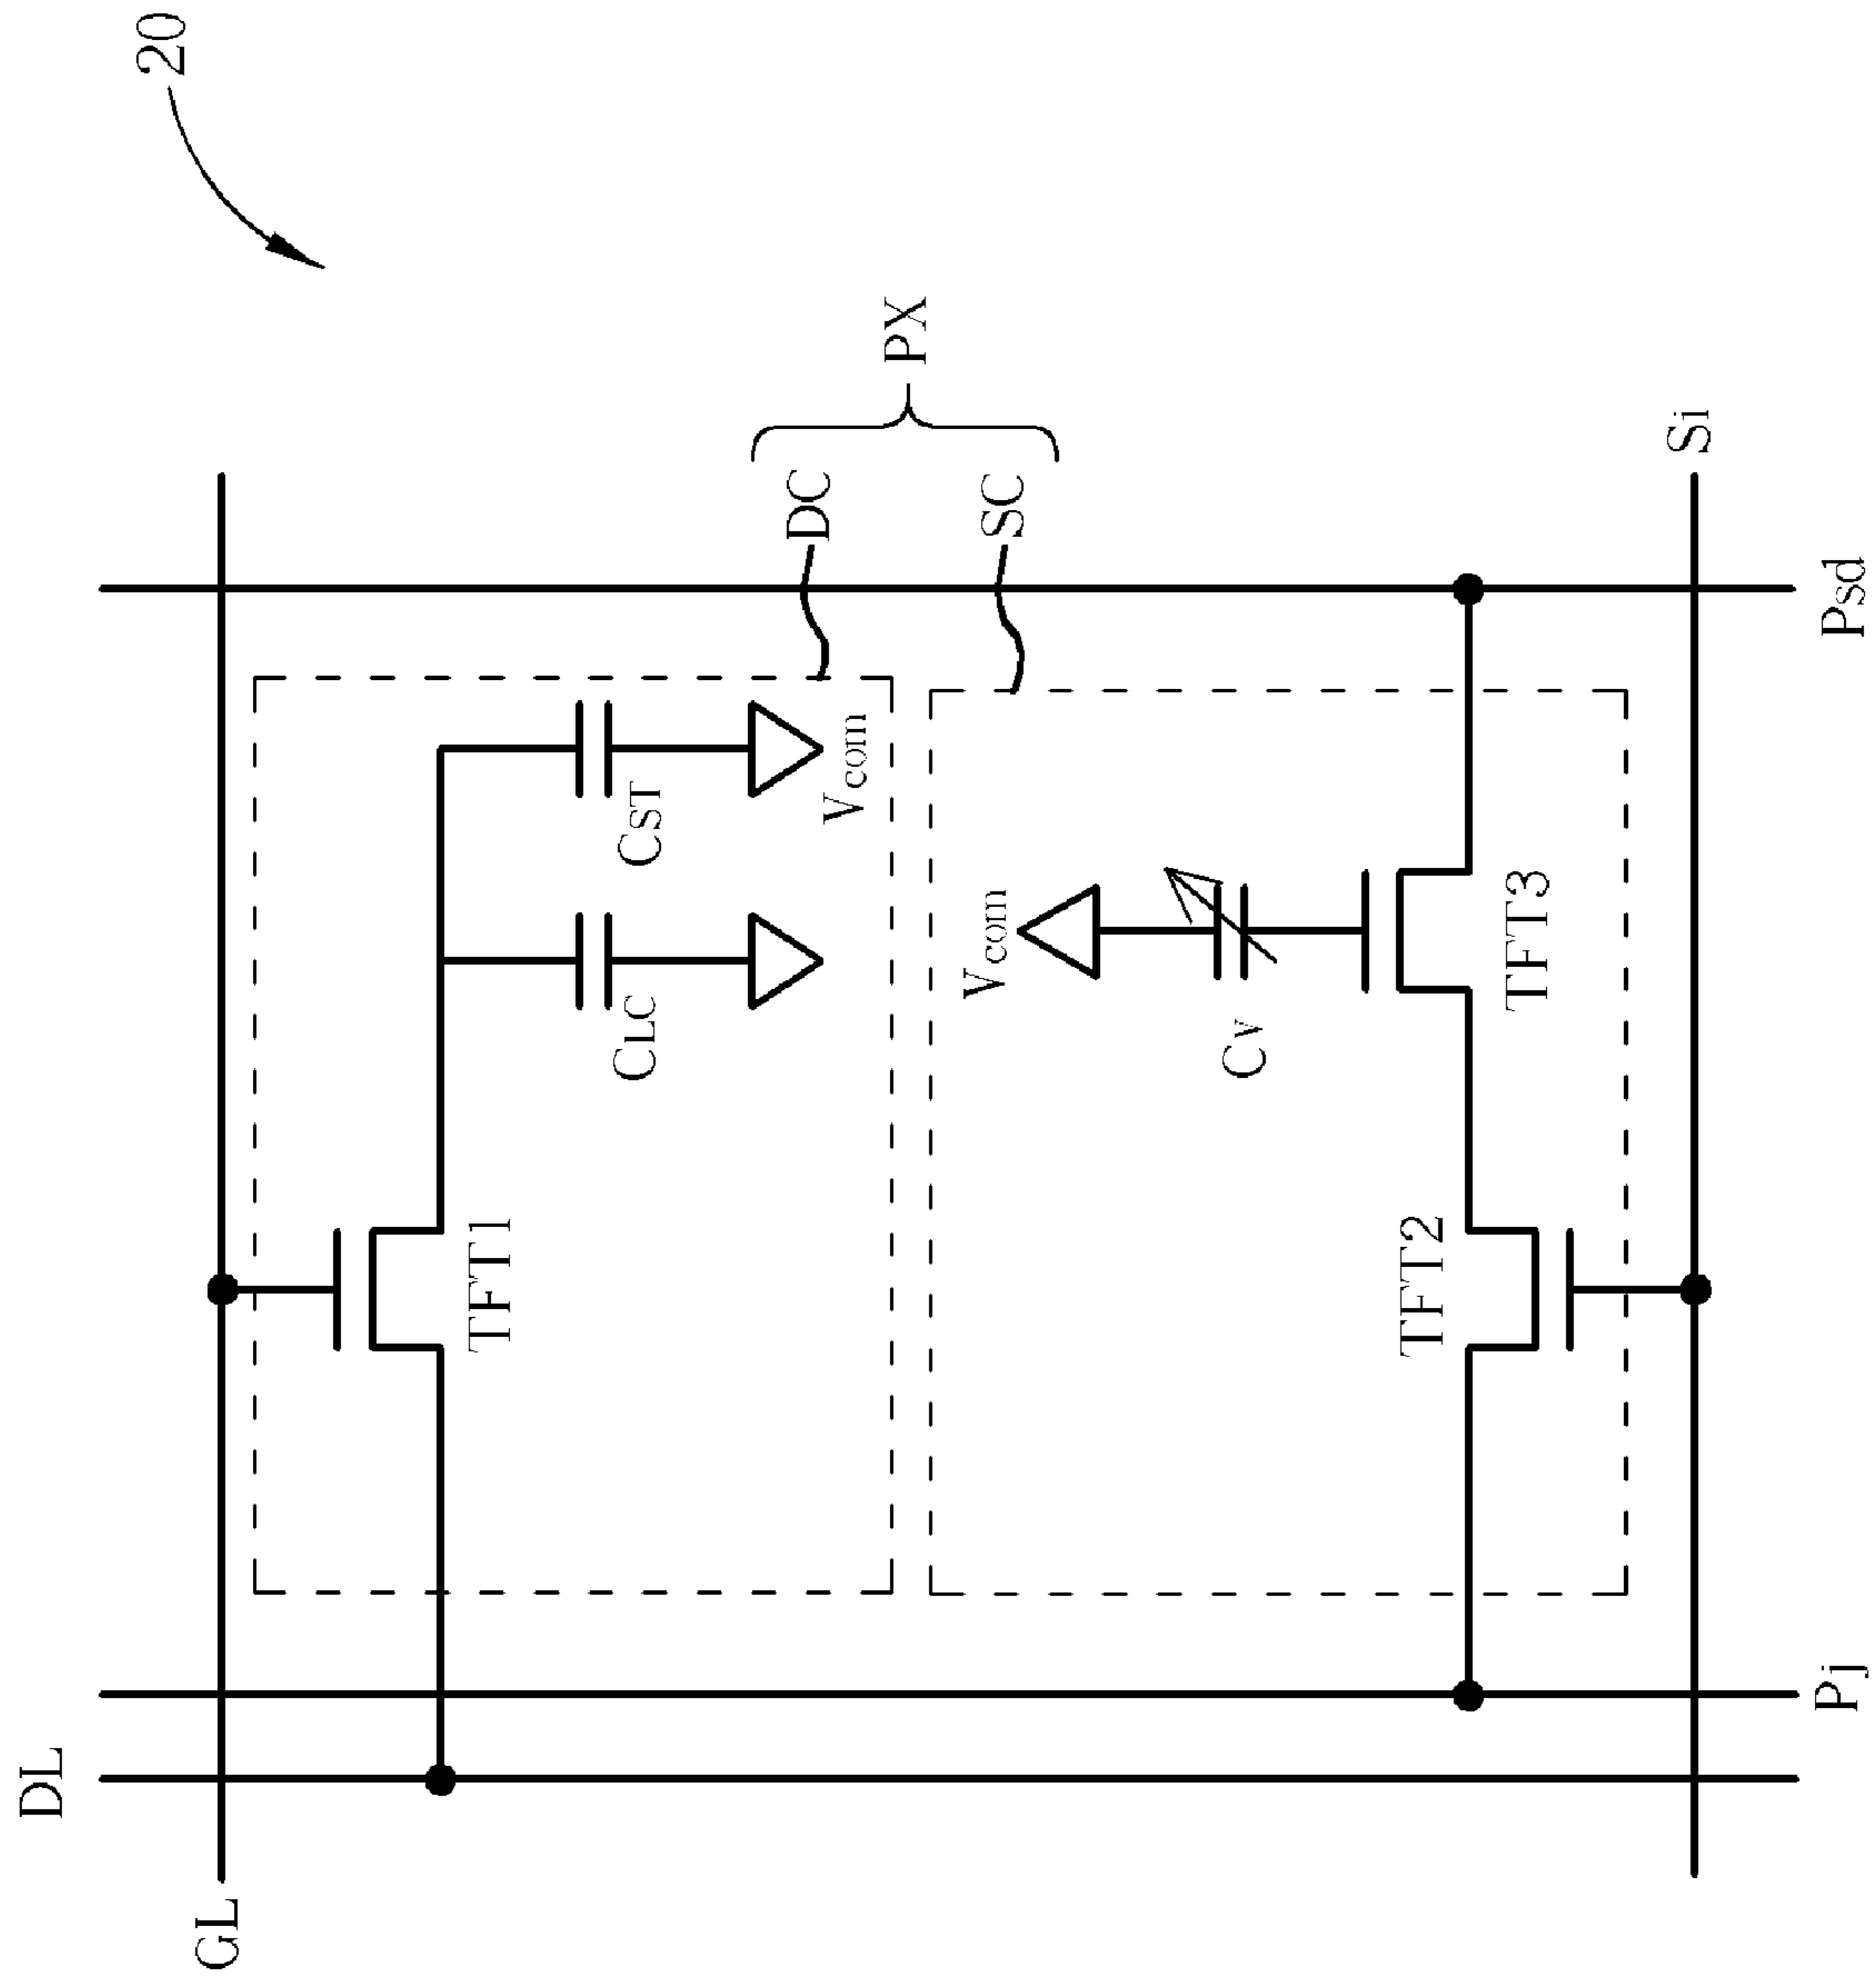 20
GL
DL
TFT1
CLC
CST
Vcom
DC
PX
SC
Vcom
CV
TFT2
TFT3
Si
Pj
Psd